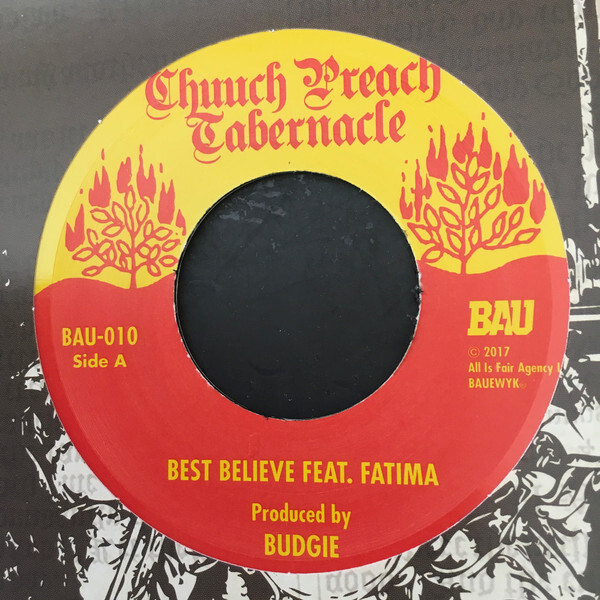 Chuuch Preach
Tabernacle
BAU-010
Side A
BAU
© 2017
All Is Fair Agency
BAUEWYK
BEST BELIEVE FEAT. FATIMA
Produced by
BUDGIE